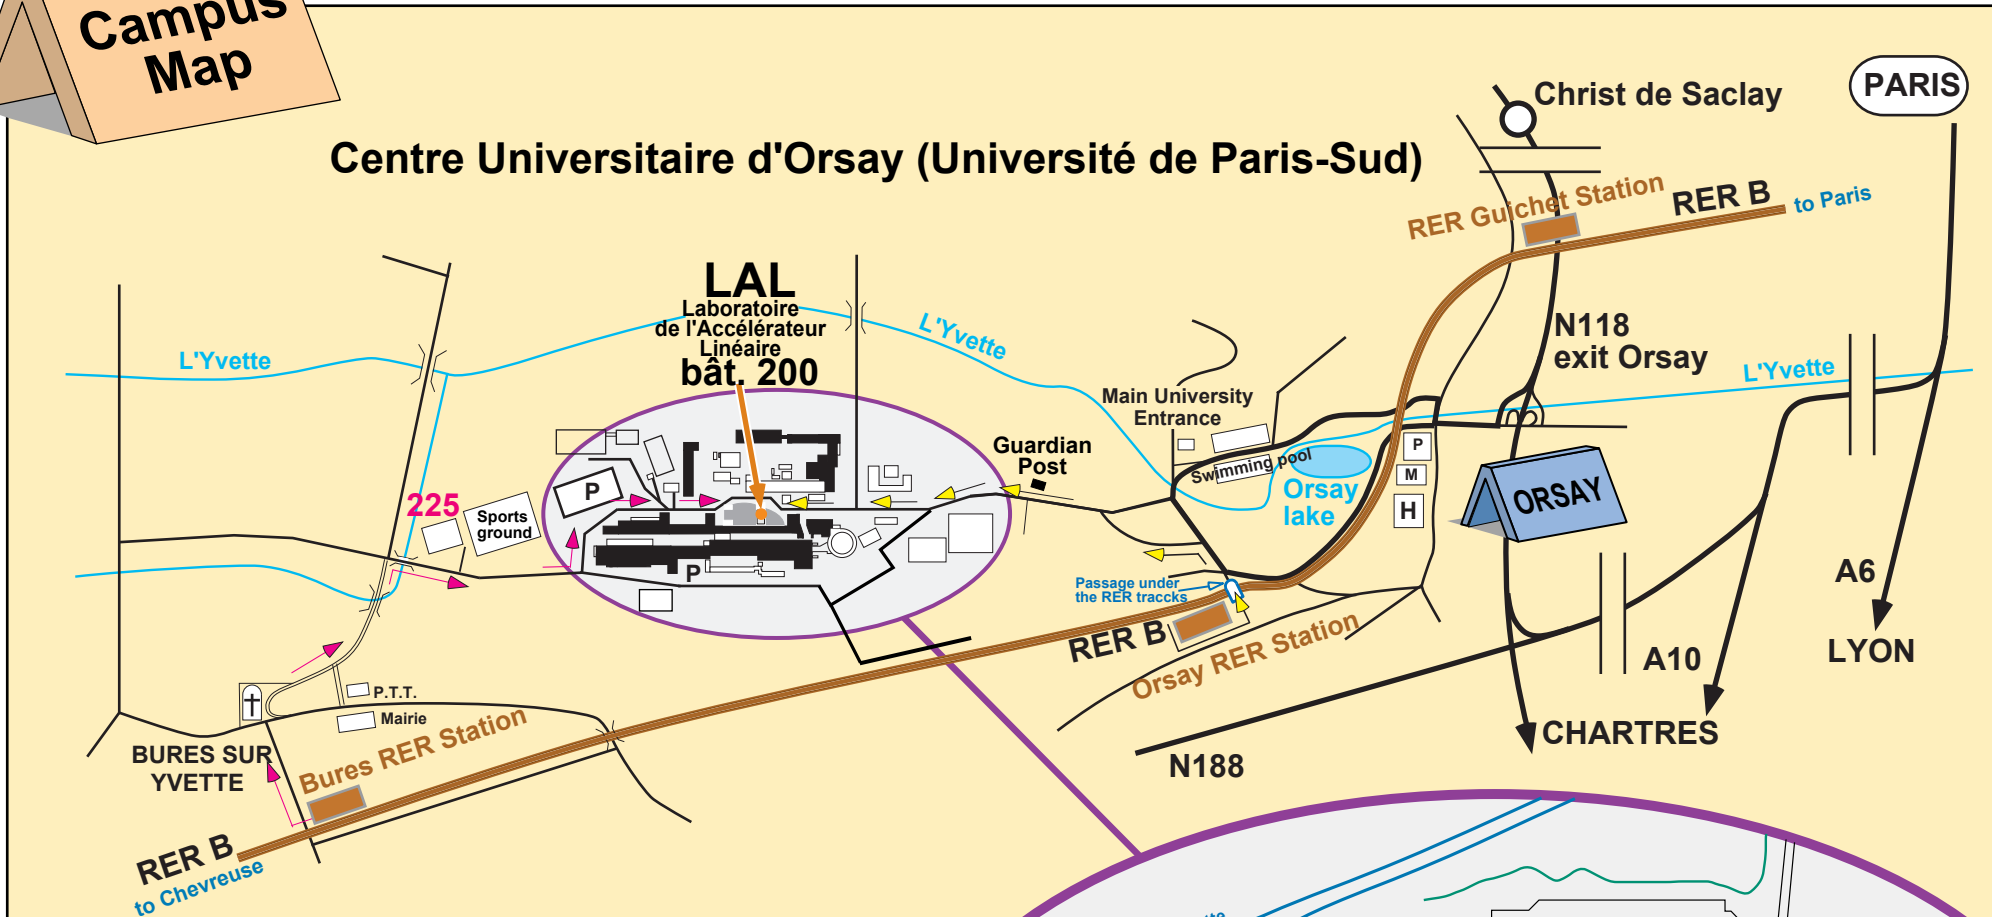 Campus
Map
Centre Universitaire d'Orsay (Université de Paris-Sud)
Christ de Saclay
PARIS
RER Guichet Station
RER B
to Paris
LAL
Laboratoire
de l'Accélérateur
Linéaire
bât. 200
L'Yvette
L'Yvette
N118
exit Orsay
L'Yvette
Main University
Entrance
Guardian
Post
Swimming pool
Orsay
lake
P
M
H
ORSAY
225
Sports
ground
P
P
Passage under
the RER traccks
A6
LYON
RER B
Orsay RER Station
A10
CHARTRES
N188
P.T.T.
Mairie
BURES SUR
YVETTE
Bures RER Station
RER B
to Chevreuse